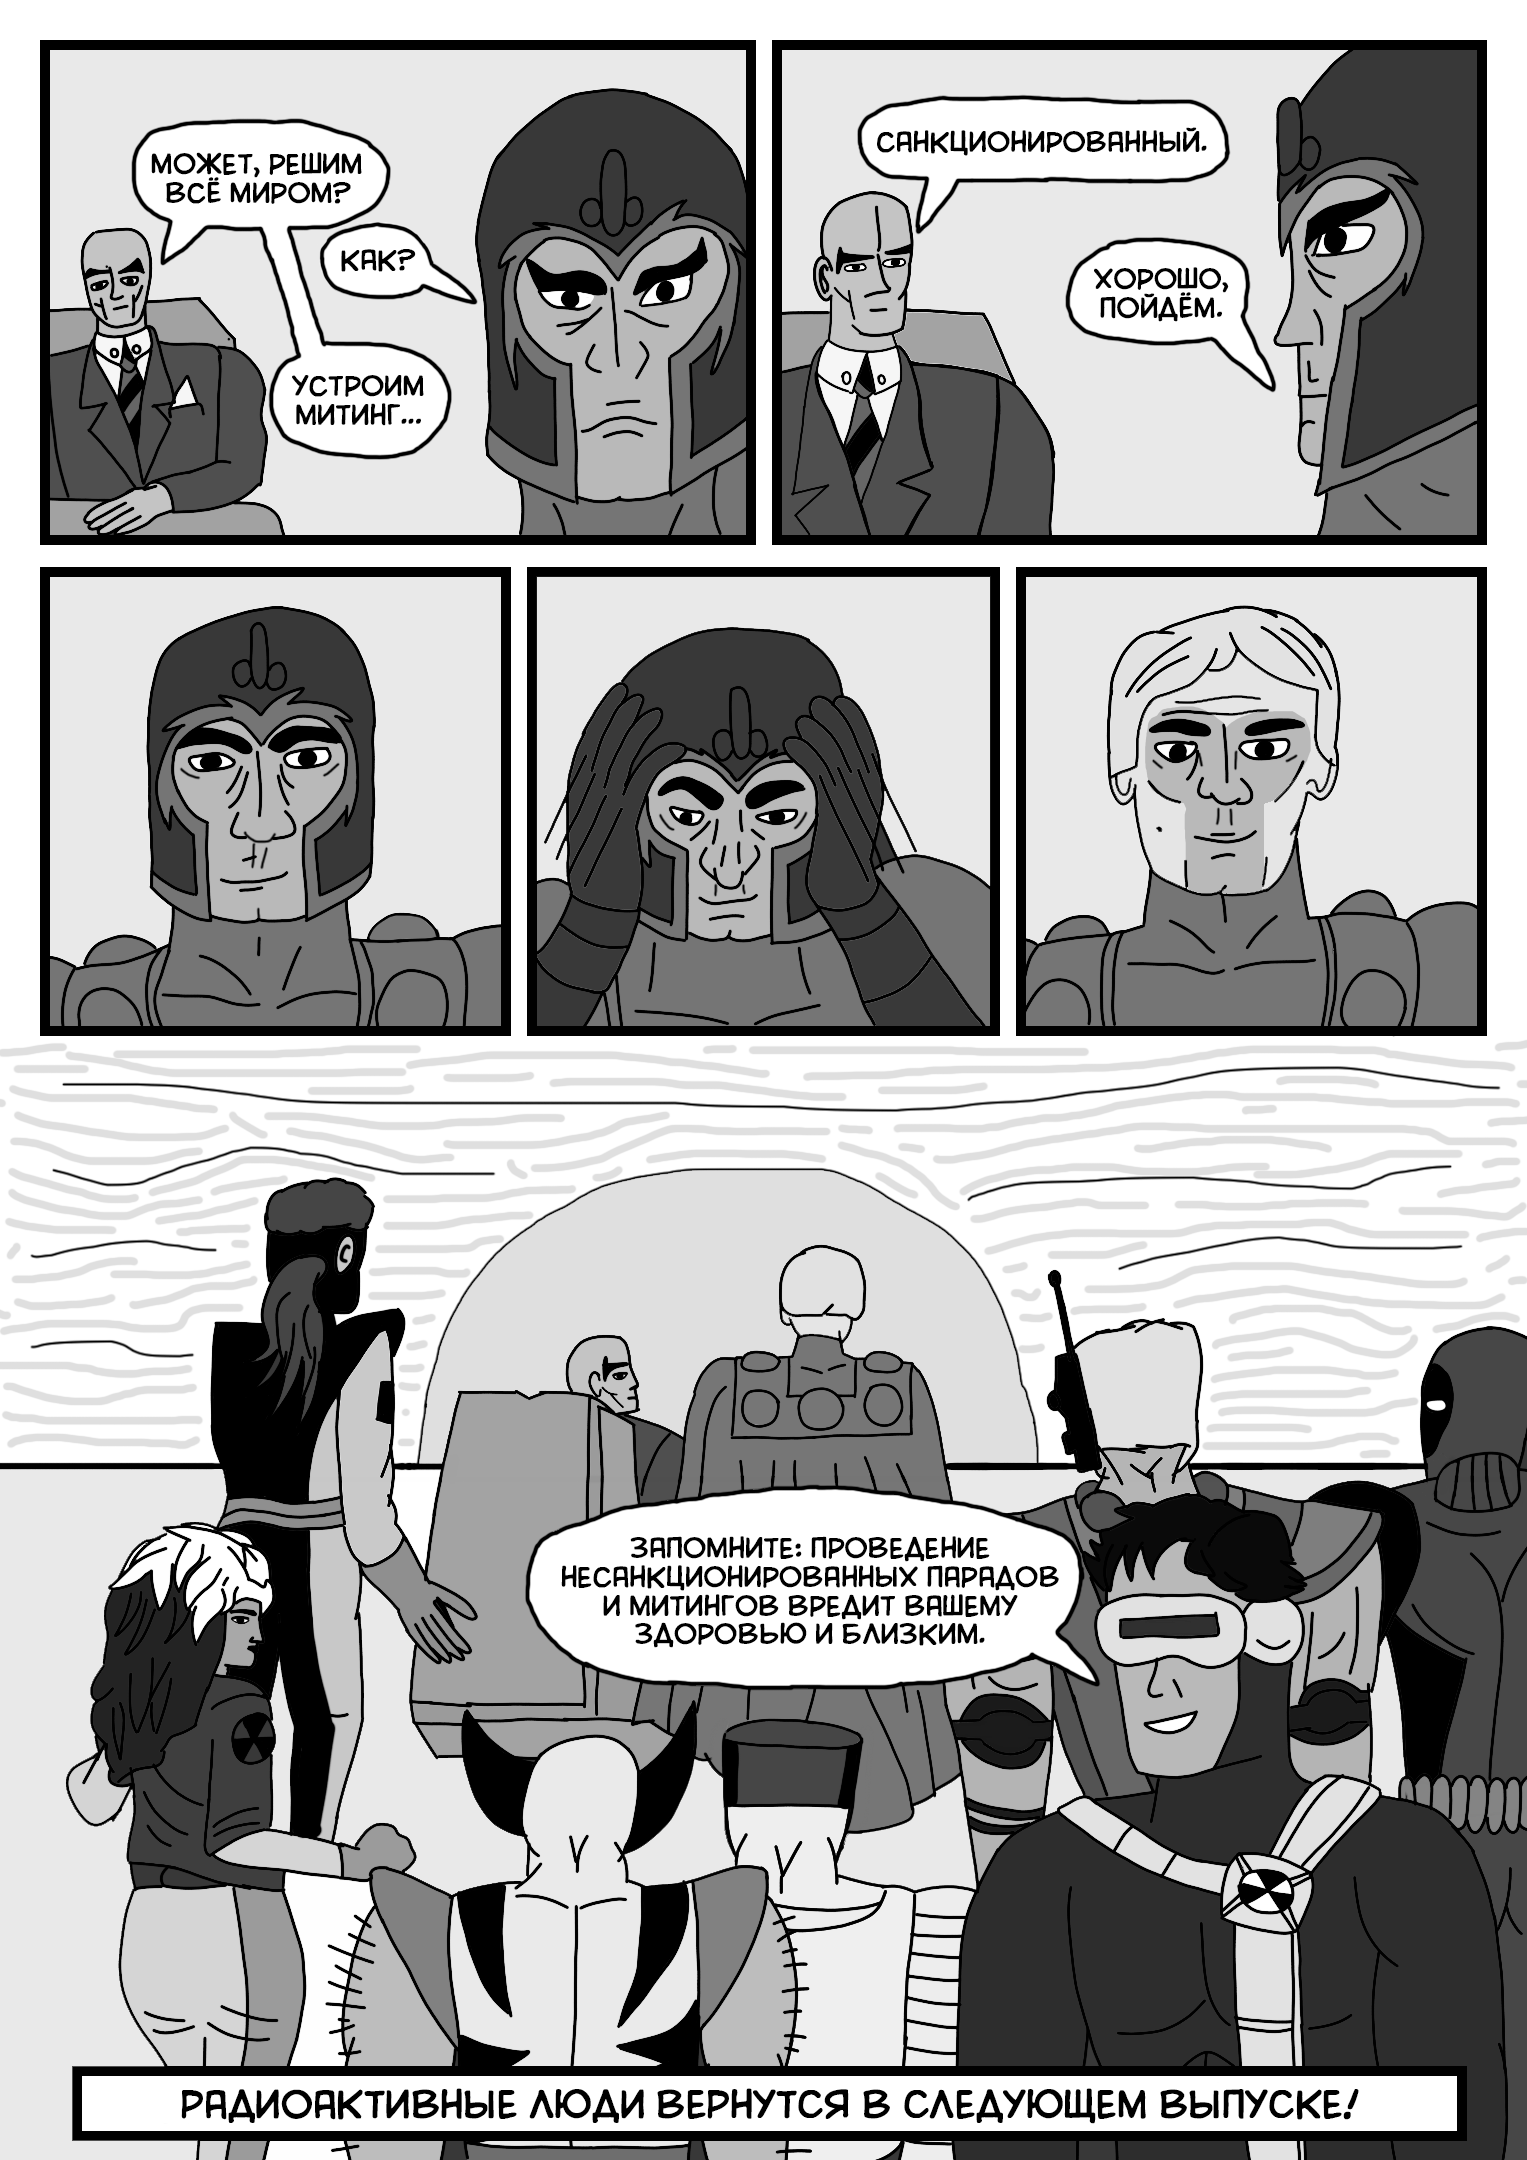 МОЖЕТ, РЕШИМ
ВСЁ МИРОМ?
КАК?
УСТРОИМ
МИТИНГ...
САНКЦИОНИРОВАННЫЙ.
ХОРОШО,
ПОЙДЁМ.
ЗАПОМНИТЕ: ПРОВЕДЕНИЕ
НЕСАНКЦИОНИРОВАННЫХ ПАРАДОВ
И МИТИНГОВ ВРЕДИТ ВАШЕМУ
ЗДОРОВЬЮ И БЛИЗКИМ.
РАДИОАКТИВНЫЕ ЛЮДИ ВЕРНУТСЯ В СЛЕДУЮЩЕМ ВЫПУСКЕ!